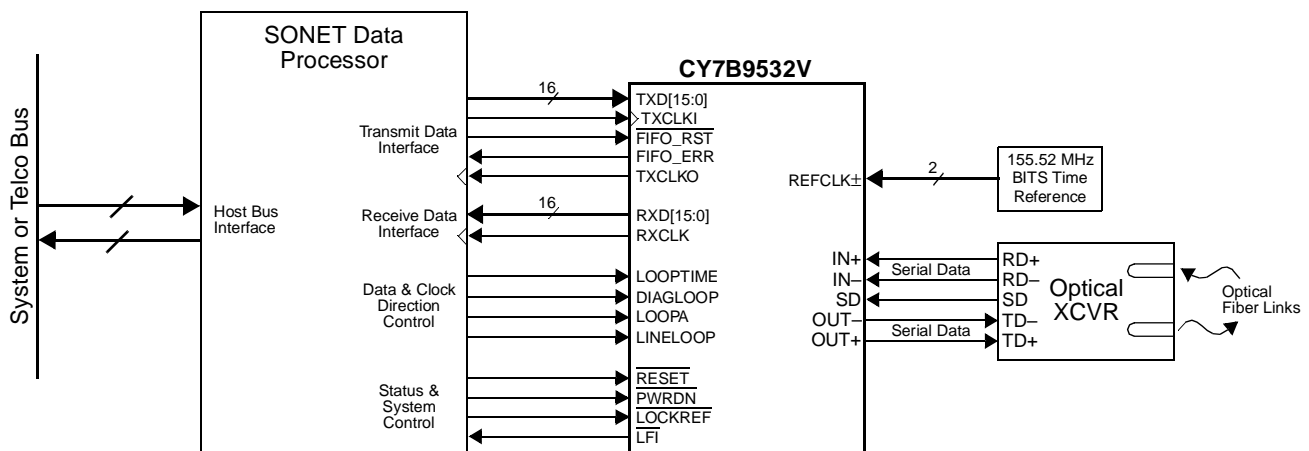 System or Telco Bus
Host Bus
Interface
SONET Data
Processor
Transmit Data
Interface
Receive Data
Interface
Data & Clock
Direction
Control
Status &
System
Control
16
16
CY7B9532V
TXD[15:0]
TXCLKI
FIFO_RST
FIFO_ERR
TXCLKO
RXD[15:0]
RXCLK
LOOPTIME
DIAGLOOP
LOOPA
LINELOOP
RESET
PWRDN
LOCKREF
LFI
REFCLK±
2
155.52 MHz
BITS Time
Reference
IN+
IN–
SD
OUT–
OUT+
Serial Data
Serial Data
RD+
RD–
SD
TD–
TD+
Optical
XCVR
Optical
Fiber Links